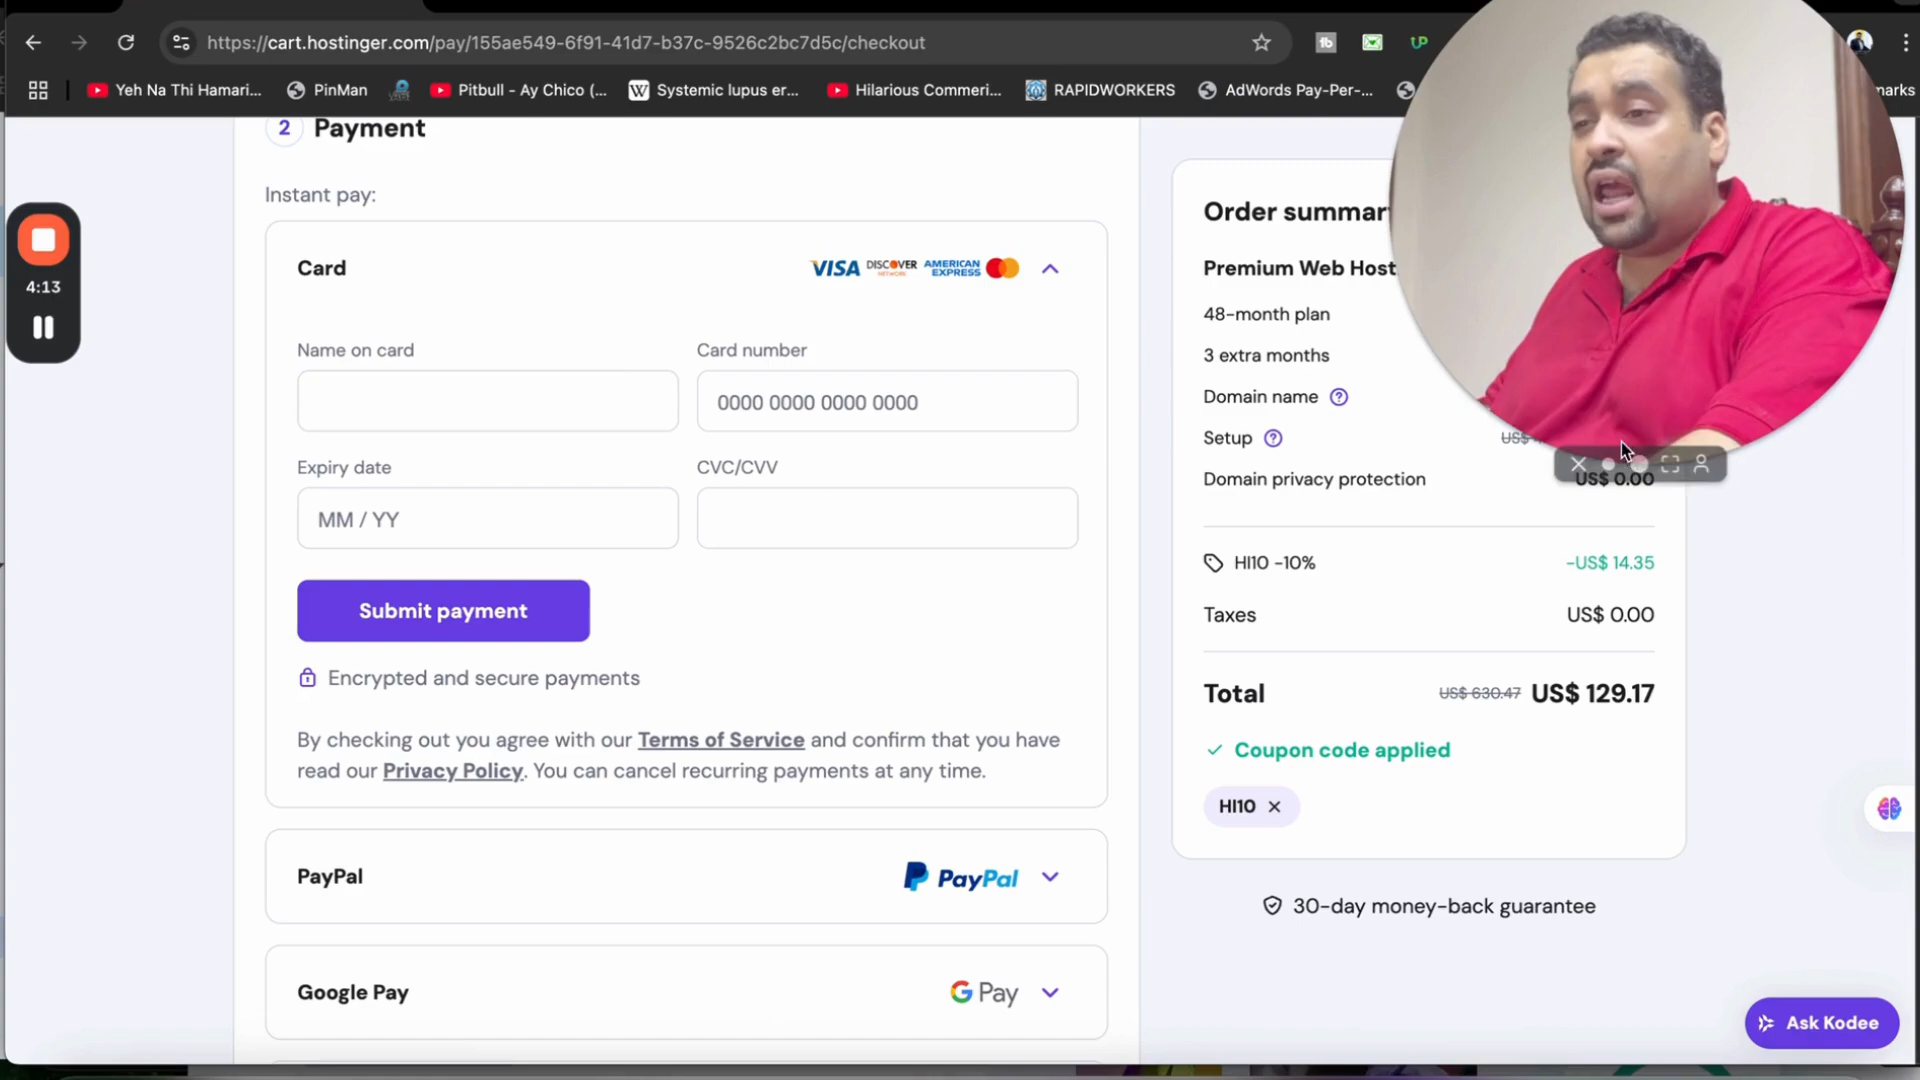 https://cart.hostinger.com/pay/155ae549-6f91-41d7-b37c-9526c2bc7d5c/checkout
Yeh Na Thi Hamari...
PinMan
Pitbull - Ay Chico (...
Systemic lupus er...
Hilarious Commeri...
RAPIDWORKERS
AdWords Pay-Per-...
marks
2 Payment
Instant pay:
Card
VISA DISCOVER NETWORK AMERICAN EXPRESS
Name on card
Card number
0000 0000 0000 0000
Expiry date
CVC/CVV
MM / YY
Submit payment
Encrypted and secure payments
By checking out you agree with our Terms of Service and confirm that you have
read our Privacy Policy. You can cancel recurring payments at any time.
PayPal
PayPal
Google Pay
G Pay
4:13
Order summar
Premium Web Host
48-month plan
3 extra months
Domain name ?
Setup ?
US$
Domain privacy protection US$ 0.00
HI10 -10% -US$ 14.35
Taxes US$ 0.00
Total US$ 630.47 US$ 129.17
Coupon code applied
HI10
30-day money-back guarantee
Ask Kodee